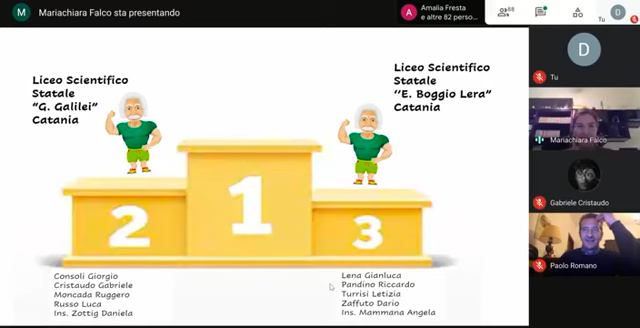 M
Mariachiara Falco sta presentando
A
Amalia Fresta
e altre 82 perso...
88
Tu
D
Liceo Scientifico
Statale
"G. Galilei"
Catania
Liceo Scientifico
Statale
"E. Boggio Lera"
Catania
2
1
3
Consoli Giorgio
Cristaudo Gabriele
Moncada Ruggero
Russo Luca
Ins. Zottig Daniela
Lena Gianluca
Pandino Riccardo
Turrisi Letizia
Zaffuto Dario
Ins. Mammana Angela
D
Tu
Mariachiara Falco
Gabriele Cristaudo
Paolo Romano